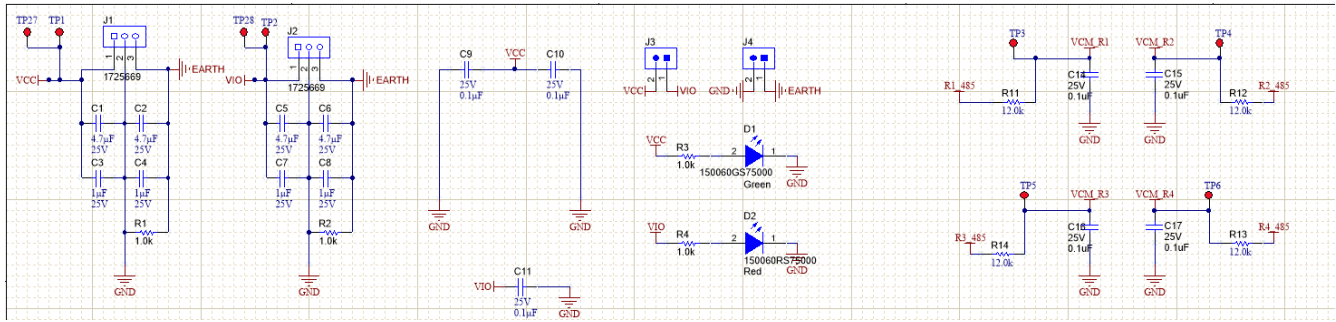 TP27 TP1
J1
1 2 3
1725669
VCC
EARTH
C1
4.7µF
25V
C2
4.7µF
25V
C3
1µF
25V
C4
1µF
25V
R1
1.0k
GND
TP28 TP2
J2
1 2 3
1725669
VIO
EARTH
C5
4.7µF
25V
C6
4.7µF
25V
C7
1µF
25V
C8
1µF
25V
R2
1.0k
GND
VCC
C9
25V
0.1µF
C10
25V
0.1µF
GND
GND
VIO
C11
25V
0.1µF
GND
J3
2 1
VCC
VIO
J4
2 1
GND
EARTH
VCC
R3
1.0k
D1
2 1
150060GS75000
Green
GND
VIO
R4
1.0k
D2
2 1
150060RS75000
Red
GND
TP3
VCM_R1
R1_485
R11
12.0k
C14
25V
0.1uF
GND
VCM_R2
TP4
C15
25V
0.1uF
R12
12.0k
R2_485
GND
TP5
VCM_R3
R3_485
R14
12.0k
C16
25V
0.1uF
GND
VCM_R4
TP6
C17
25V
0.1uF
R13
12.0k
R4_485
GND